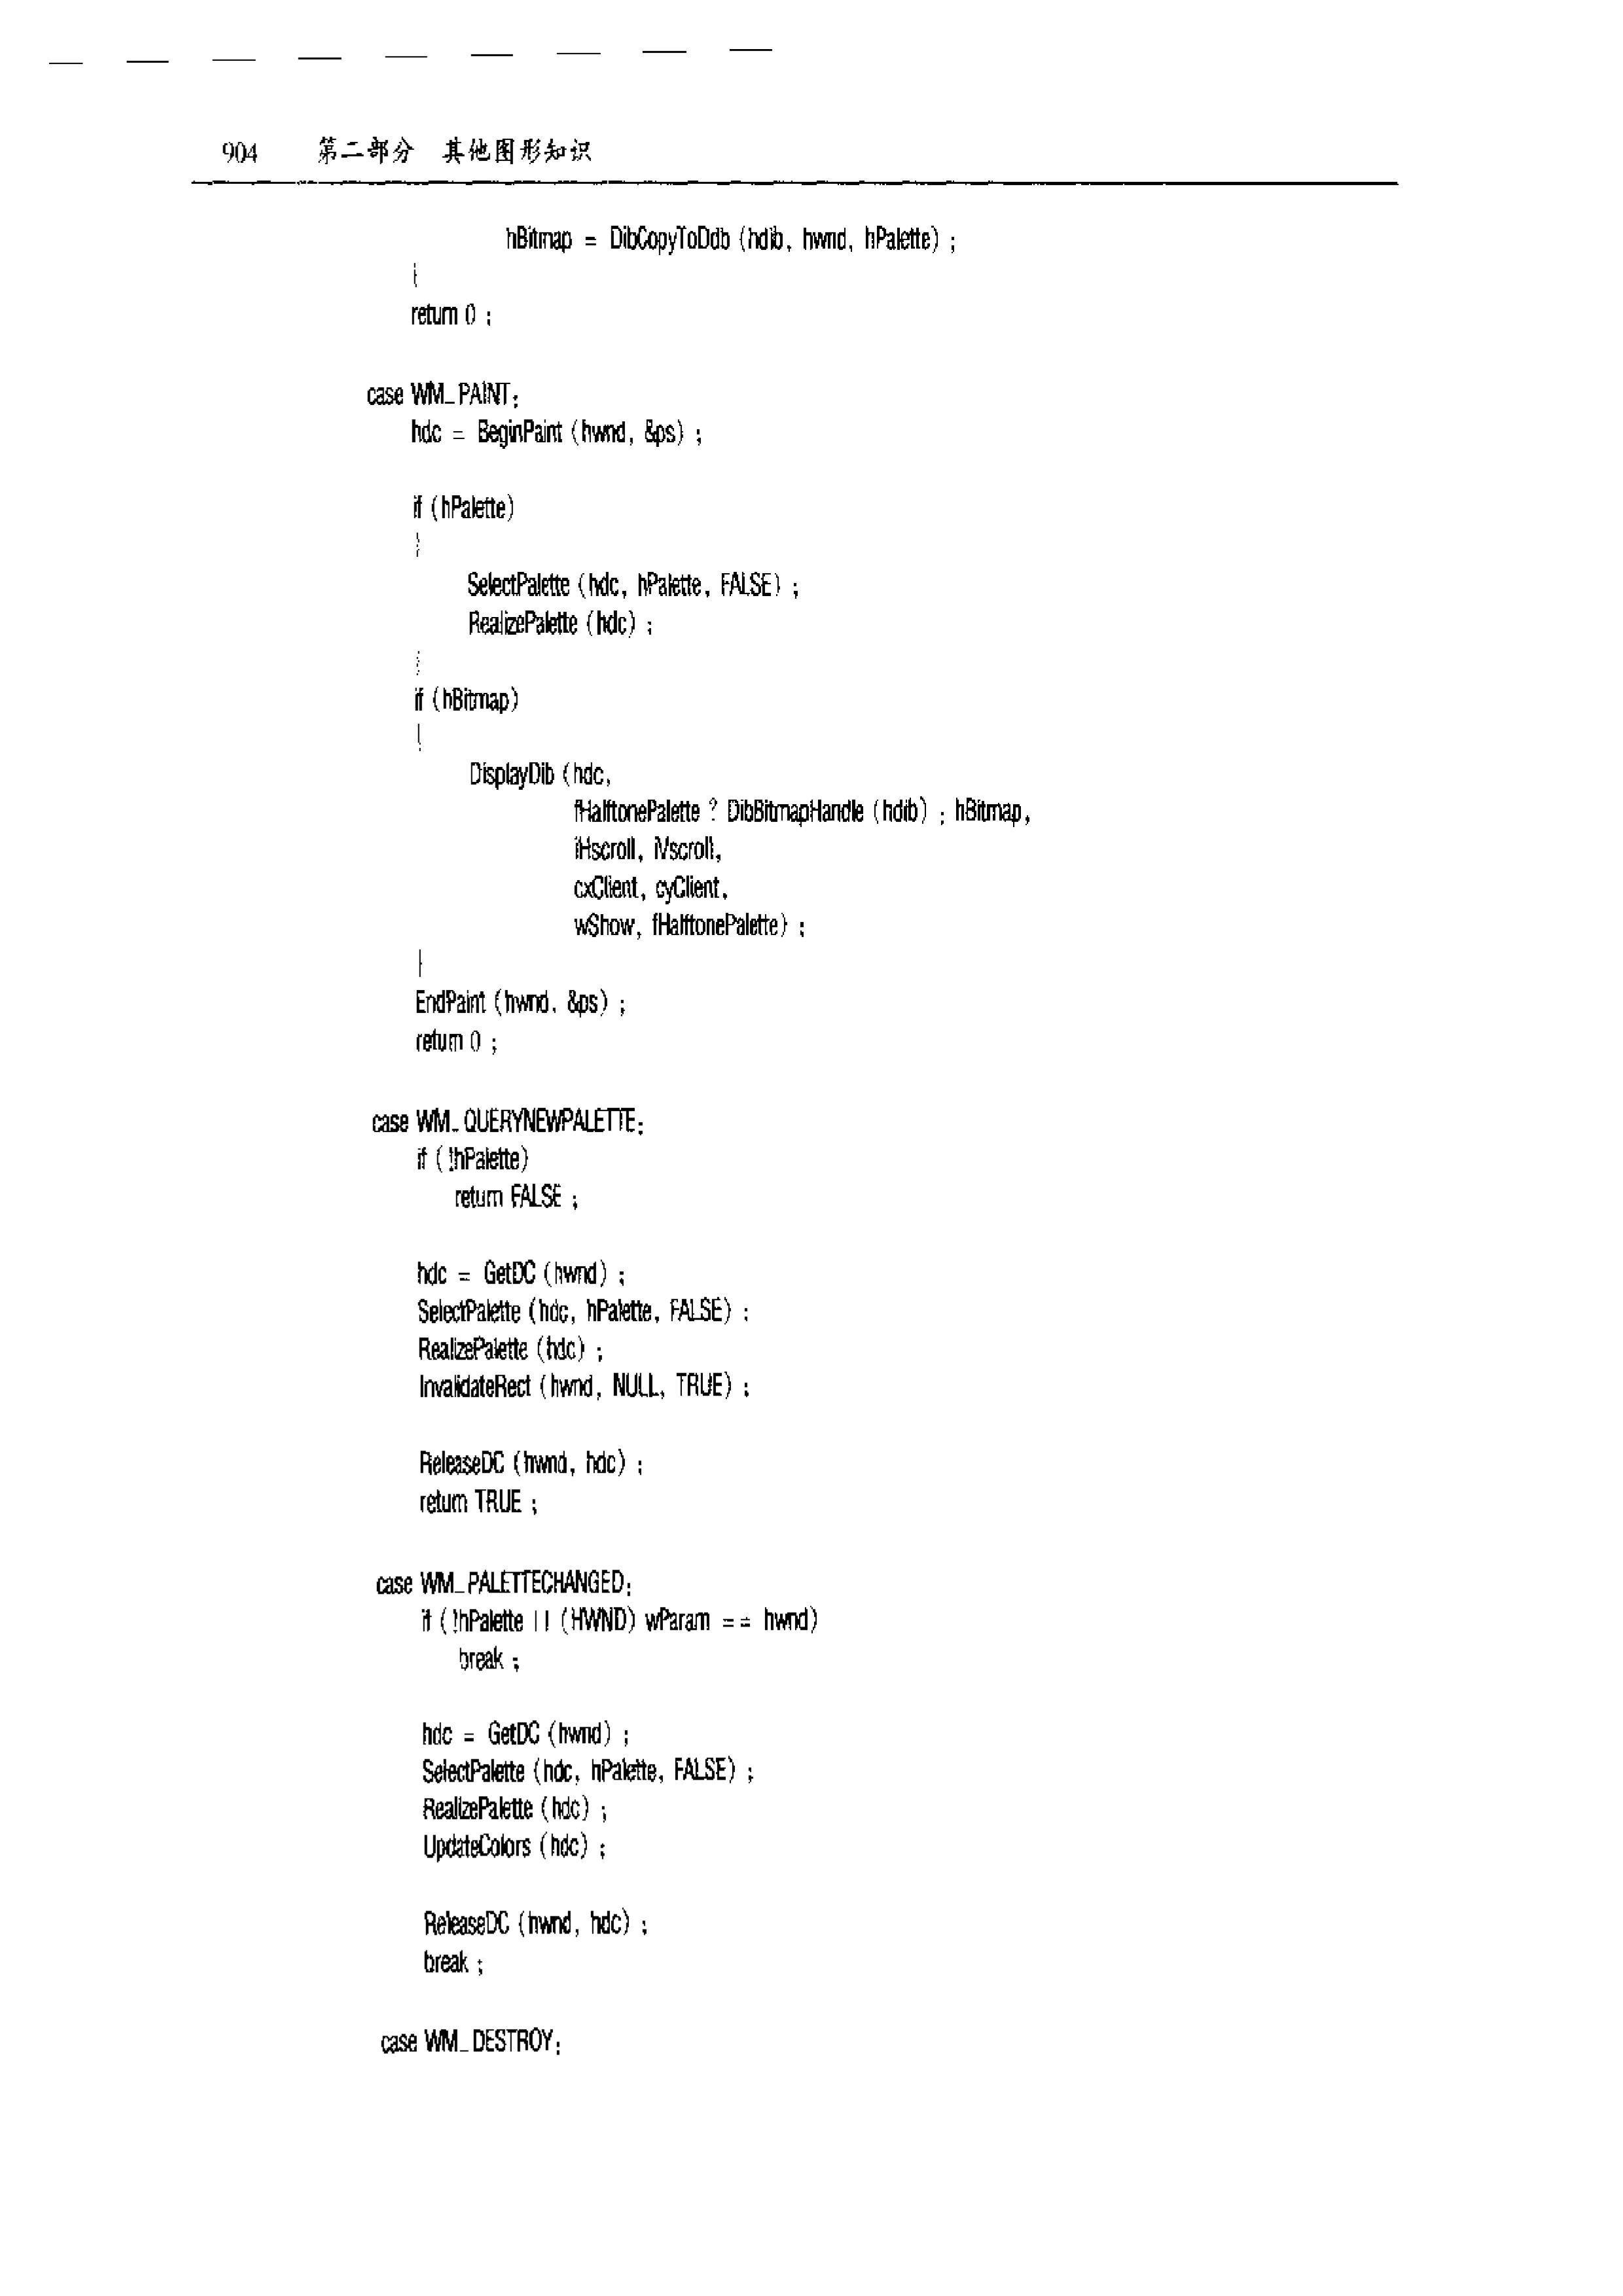 904 第二部分 其他图形知识
hBitmap = DibCopyToDdb (hdib, hwnd, hPalette) ;
}
return 0 ;
case WM_PAINT:
hdc = BeginPaint (hwnd, &ps) ;
if (hPalette)
{
SelectPalette (hdc, hPalette, FALSE) ;
RealizePalette (hdc) ;
}
if (hBitmap)
{
DisplayDib (hdc,
fHalftonePalette ? DibBitmapHandle (hdib) : hBitmap,
iHscroll, iVscroll,
cxClient, cyClient,
wShow, fHalftonePalette) ;
}
EndPaint (hwnd, &ps) ;
return 0 ;
case WM_QUERYNEWPALETTE:
if (!hPalette)
return FALSE ;
hdc = GetDC (hwnd) ;
SelectPalette (hdc, hPalette, FALSE) ;
RealizePalette (hdc) ;
InvalidateRect (hwnd, NULL, TRUE) ;
ReleaseDC (hwnd, hdc) ;
return TRUE ;
case WM_PALETTECHANGED:
if (!hPalette || (HWND) wParam == hwnd)
break ;
hdc = GetDC (hwnd) ;
SelectPalette (hdc, hPalette, FALSE) ;
RealizePalette (hdc) ;
UpdateColors (hdc) ;
ReleaseDC (hwnd, hdc) ;
break ;
case WM_DESTROY: